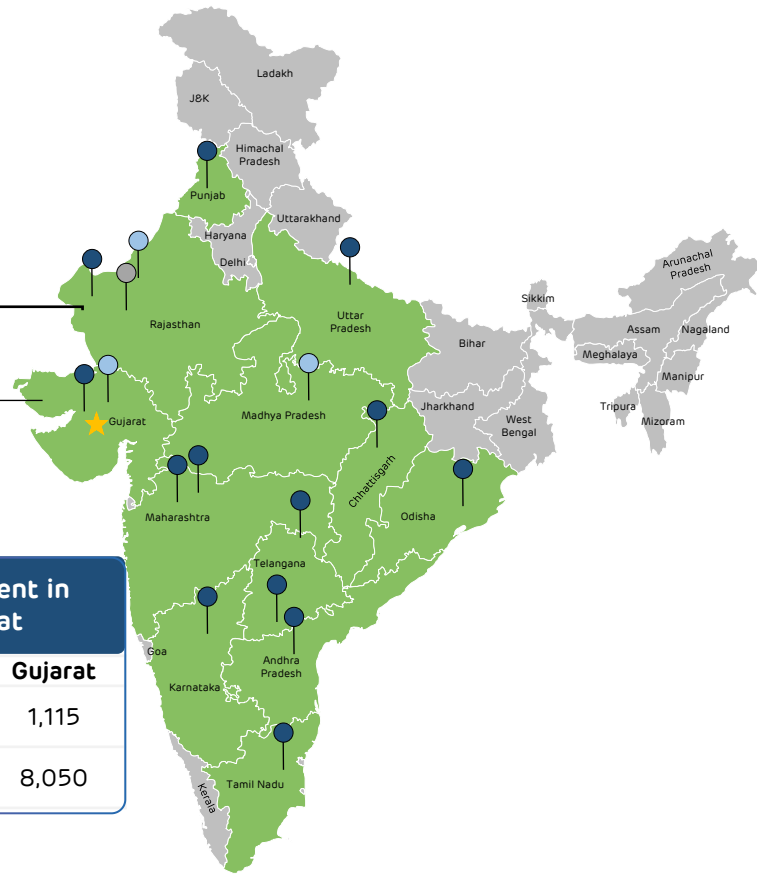 Ladakh
J&K
Himachal
Pradesh
Punjab
Uttarakhand
Haryana
Delhi
Arunachal
Pradesh
Sikkim
Rajasthan
Uttar
Pradesh
Assam
Nagaland
Bihar
Meghalaya
Manipur
Jharkhand
Tripura
Mizoram
West
Bengal
Gujarat
Madhya Pradesh
Chhattisgarh
Maharashtra
Odisha
Telangana
ent in
at
Goa
Andhra
Pradesh
Gujarat
Karnataka
1,115
8,050
Tamil Nadu
Kerala